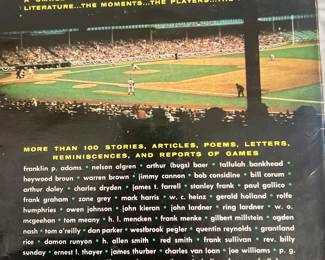 LITERATURE...THE MOMENTS...THE PLAYERS...THE
MORE THAN 100 STORIES, ARTICLES, POEMS, LETTERS,
REMINISCENCES, AND REPORTS OF GAMES
franklin p. adams • nelson algren • arthur (bugs) baer • tallulah bankhead •
heywood broun • warren brown • jimmy cannon • bob considine • bill corum •
arthur daley • charles dryden • james t. farrell • stanley frank • paul gallico •
frank graham • zane grey • mark harris • w. c. heinz • gerald holland • rolfe
humphries • owen johnson • john kieran • john lardner • ring lardner • w. o.
mcgeehan • tom meany • h. l. mencken • frank menke • gilbert millstein • ogden
nash • tom o'reilly • dan parker • westbrook pegler • quentin reynolds • grantland
rice • damon runyon • h. allen smith • red smith • frank sullivan • rev. billy
sunday • ernest l. thayer • james thurber • charles van loan • joe williams • p. g.